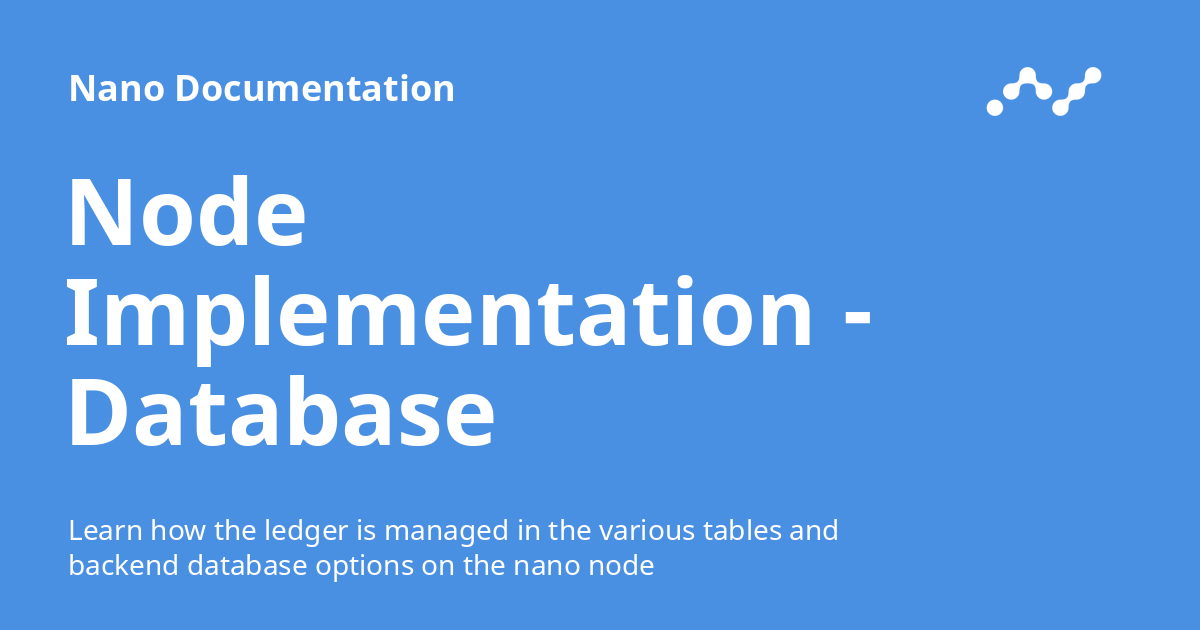 Nano Documentation
Node
Implementation -
Database
Learn how the ledger is managed in the various tables and
backend database options on the nano node